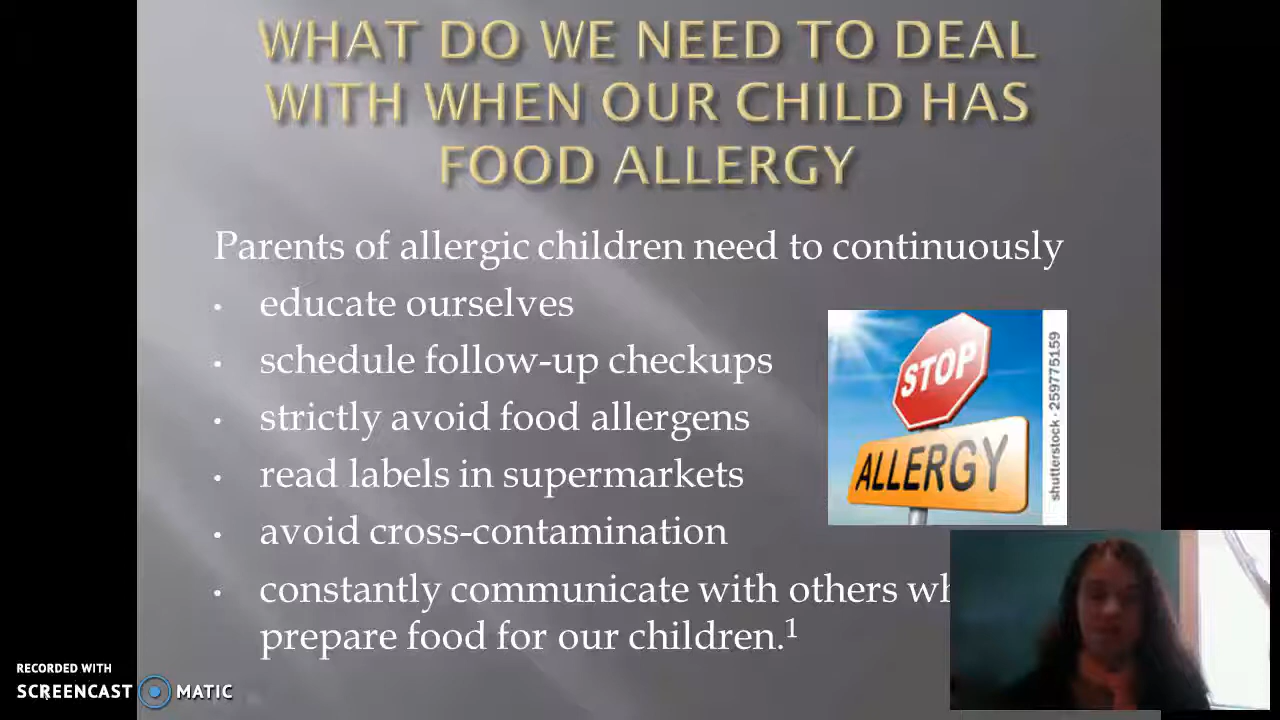 WHAT DO WE NEED TO DEAL
WITH WHEN OUR CHILD HAS
FOOD ALLERGY
Parents of allergic children need to continuously
• educate ourselves
• schedule follow-up checkups
• strictly avoid food allergens
• read labels in supermarkets
• avoid cross-contamination
• constantly communicate with others
prepare food for our children.1
STOP
ALLERGY
shutterstock · 259775159
RECORDED WITH
SCREENCAST MATIC